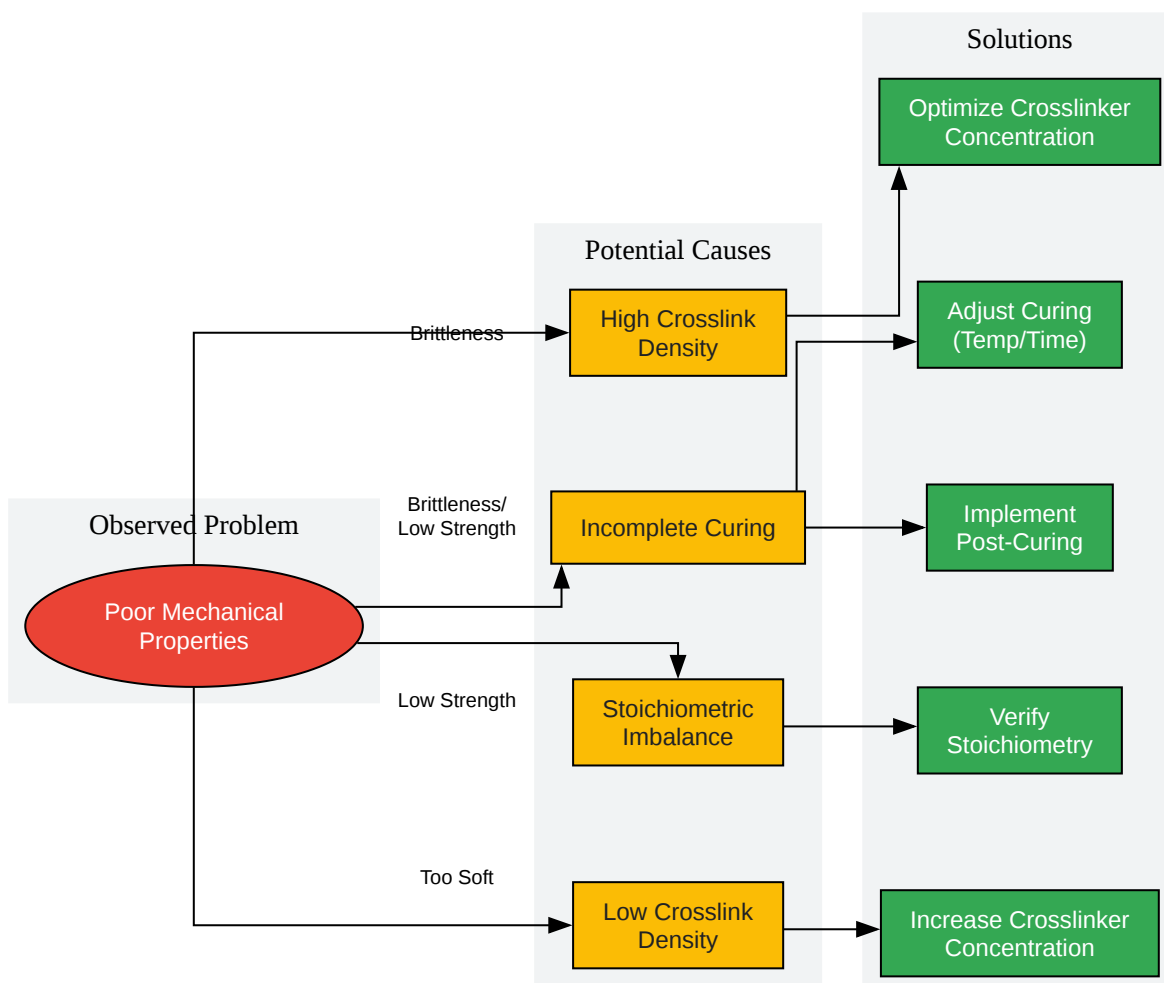 Solutions
Optimize Crosslinker
Concentration
Potential Causes
High Crosslink
Density
Adjust Curing
(Temp/Time)
Brittleness
Brittleness/
Low Strength
Incomplete Curing
Implement
Post-Curing
Observed Problem
Poor Mechanical
Properties
Low Strength
Stoichiometric
Imbalance
Verify
Stoichiometry
Too Soft
Low Crosslink
Density
Increase Crosslinker
Concentration